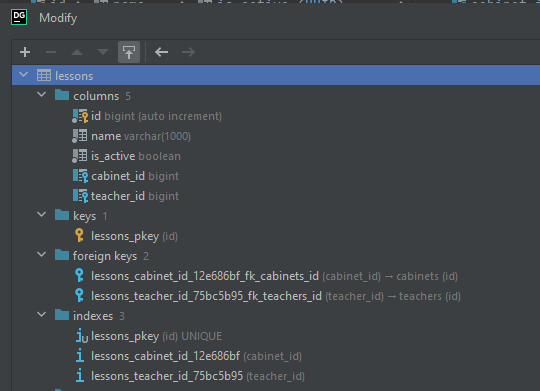 DG Modify
lessons
columns 5
id bigint (auto increment)
name varchar(1000)
is_active boolean
cabinet_id bigint
teacher_id bigint
keys 1
lessons_pkey (id)
foreign keys 2
lessons_cabinet_id_12e686bf_fk_cabinets_id (cabinet_id) → cabinets (id)
lessons_teacher_id_75bc5b95_fk_teachers_id (teacher_id) → teachers (id)
indexes 3
lessons_pkey (id) UNIQUE
lessons_cabinet_id_12e686bf (cabinet_id)
lessons_teacher_id_75bc5b95 (teacher_id)